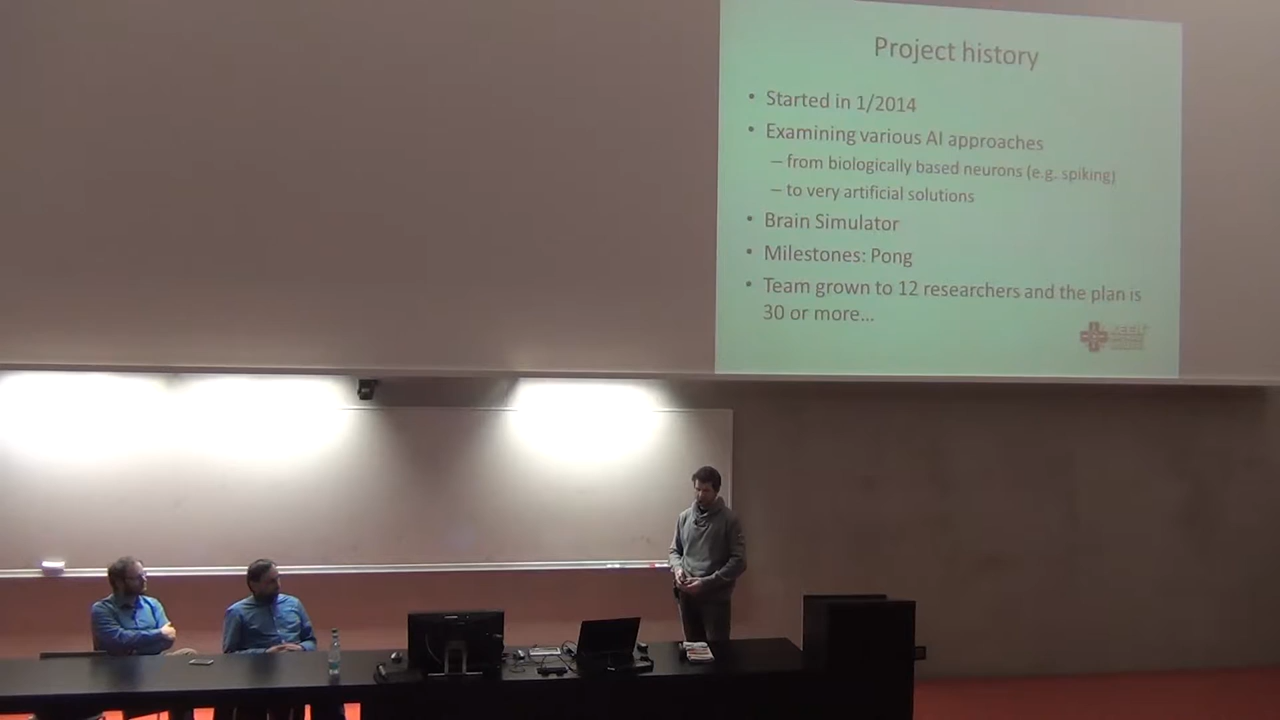 Project history
• Started in 1/2014
• Examining various AI approaches
– from biologically based neurons (e.g. spiking)
– to very artificial solutions
• Brain Simulator
• Milestones: Pong
• Team grown to 12 researchers and the plan is
30 or more...